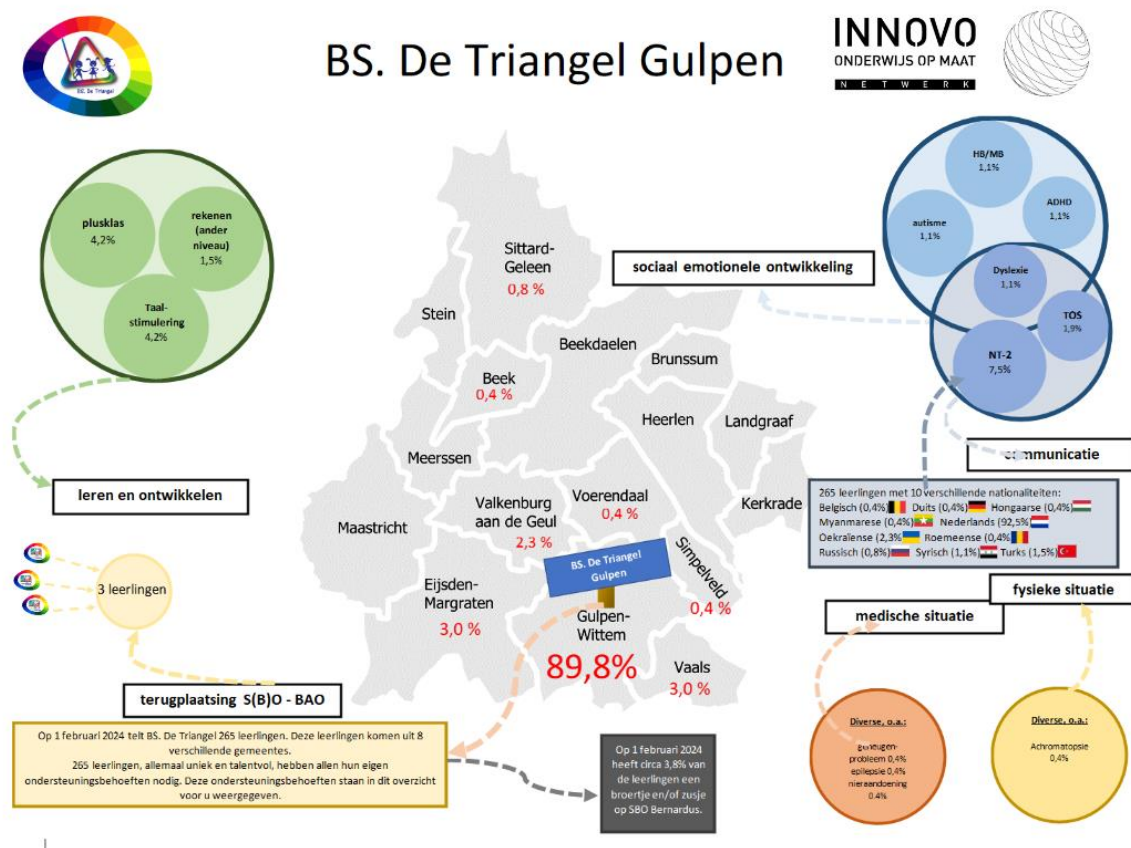 BS. De Triangel Gulpen
BS. De Triangel
INNOVO
ONDERWIJS OP MAAT
NETWERK
plusklas
4,2%
rekenen
(ander
niveau)
1,5%
Taal-
stimulering
4,2%
leren en ontwikkelen
HB/MB
1,1%
ADHD
1,1%
autisme
1,1%
Dyslexie
1,1%
TOS
1,9%
NT-2
7,5%
sociaal emotionele ontwikkeling
communicatie
Sittard-
Geleen
0,8 %
Stein
Beekdaelen
Brunssum
Beek
0,4 %
Heerlen
Landgraaf
Meerssen
Kerkrade
Valkenburg
aan de Geul
2,3 %
Voerendaal
0,4 %
Maastricht
Simpelveld
0,4 %
BS. De Triangel
Gulpen
Eijsden-
Margraten
3,0 %
Gulpen-
Wittem
89,8%
Vaals
3,0 %
265 leerlingen met 10 verschillende nationaliteiten:
Belgisch (0,4%) Duits (0,4%) Hongaarse (0,4%)
Myanmarese (0,4%) Nederlands (92,5%)
Oekraïense (2,3% Roemeense (0,4%)
Russisch (0,8%) Syrisch (1,1%) Turks (1,5%)
fysieke situatie
medische situatie
3 leerlingen
terugplaatsing S(B)O - BAO
Op 1 februari 2024 telt BS. De Triangel 265 leerlingen. Deze leerlingen komen uit 8
verschillende gemeentes.
265 leerlingen, allemaal uniek en talentvol, hebben allen hun eigen
ondersteuningsbehoeften nodig. Deze ondersteuningsbehoeften staan in dit overzicht
voor u weergegeven.
Op 1 februari 2024
heeft circa 3,8% van
de leerlingen een
broertje en/of zusje
op SBO Bernardus.
Diverse, o.a.:
geheugen-
probleem 0,4%
epilepsie 0,4%
nieraandoening
0.4%
Diverse, o.a.:
Achromatopsie
0,4%